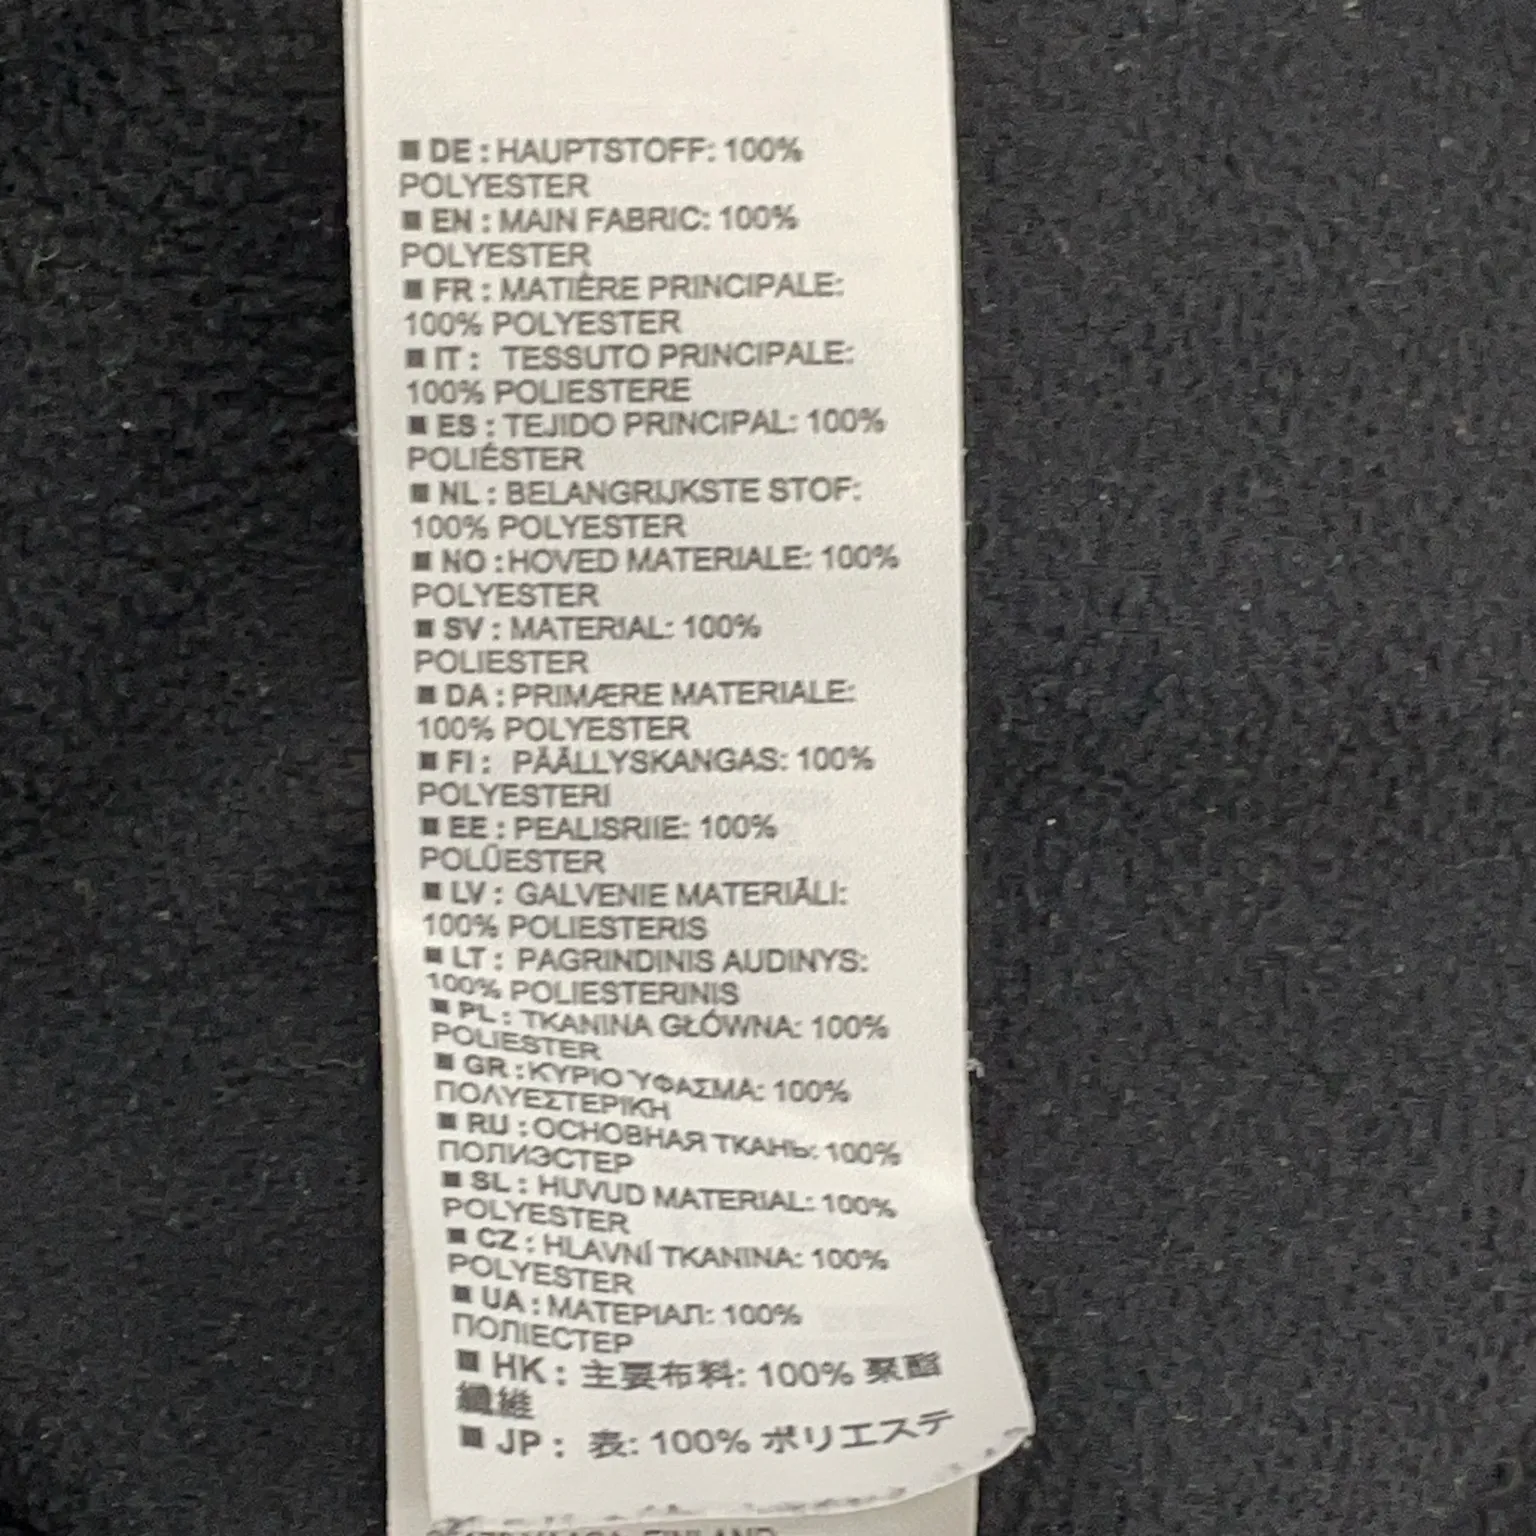 ■ DE : HAUPTSTOFF: 100%
POLYESTER
■ EN : MAIN FABRIC: 100%
POLYESTER
■ FR : MATIÈRE PRINCIPALE:
100% POLYESTER
■ IT : TESSUTO PRINCIPALE:
100% POLIESTERE
■ ES : TEJIDO PRINCIPAL: 100%
POLIÉSTER
■ NL : BELANGRIJKSTE STOF:
100% POLYESTER
■ NO : HOVED MATERIALE: 100%
POLYESTER
■ SV : MATERIAL: 100%
POLIESTER
■ DA : PRIMÆRE MATERIALE:
100% POLYESTER
■ FI : PÄÄLLYSKANGAS: 100%
POLYESTERI
■ EE : PEALISRIIE: 100%
POLÜESTER
■ LV : GALVENIE MATERIĀLI:
100% POLIESTERIS
■ LT : PAGRINDINIS AUDINYS:
100% POLIESTERINIS
■ PL : TKANINA GŁÓWNA: 100%
POLIESTER
■ GR : ΚΥΡΙΟ ΥΦΑΣΜΑ: 100%
ΠΟΛΥΕΣΤΕΡΙΚΗ
■ RU : ОСНОВНАЯ ТКАНЬ: 100%
ПОЛИЭСТЕР
■ SL : HUVUD MATERIAL: 100%
POLYESTER
■ CZ : HLAVNÍ TKANINA: 100%
POLYESTER
■ UA : МАТЕРІАЛ: 100%
ПОЛІЕСТЕР
■ HK : 主要布料: 100% 聚酯
纖維
■ JP : 表: 100% ポリエステ
FINLAND